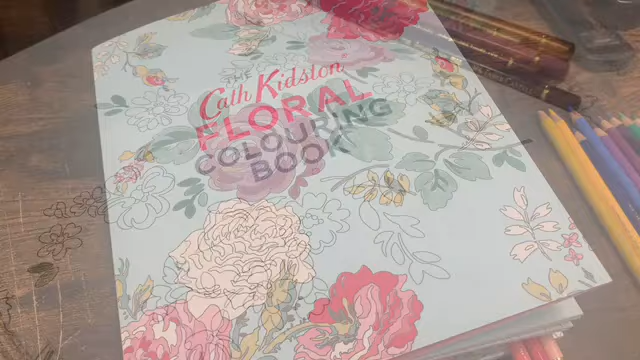 THE
Cath Kidston
FLORAL
COLOURING
BOOK